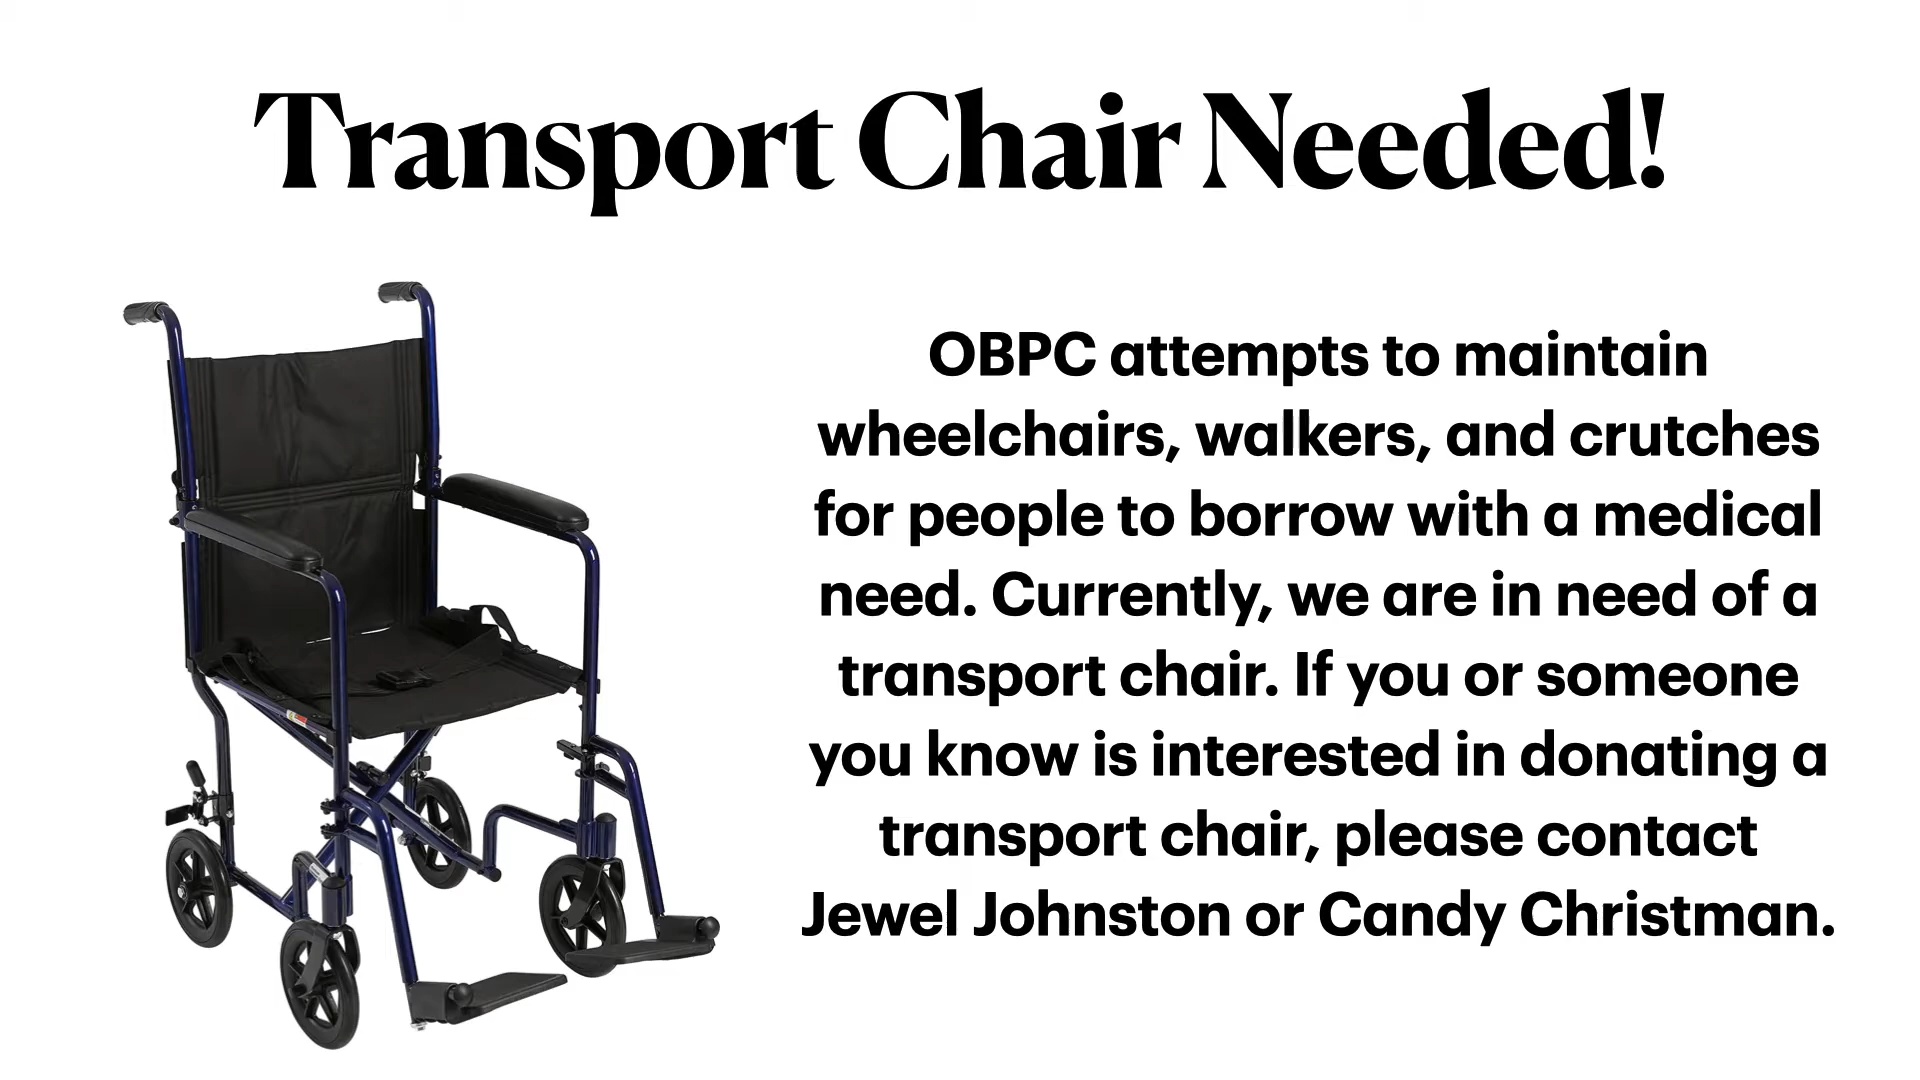 Transport Chair Needed!
OBPC attempts to maintain
wheelchairs, walkers, and crutches
for people to borrow with a medical
need. Currently, we are in need of a
transport chair. If you or someone
you know is interested in donating a
transport chair, please contact
Jewel Johnston or Candy Christman.